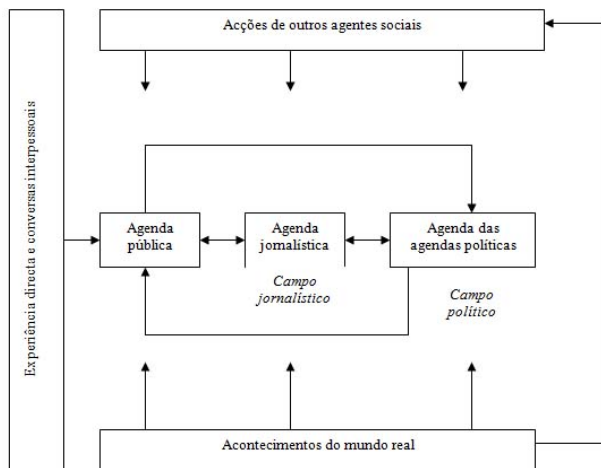 Acções de outros agentes sociais
Experiência directa e conversas interpessoais
Agenda
pública
Agenda
jornalística
Agenda das
agendas políticas
Campo
jornalístico
Campo
político
Acontecimentos do mundo real